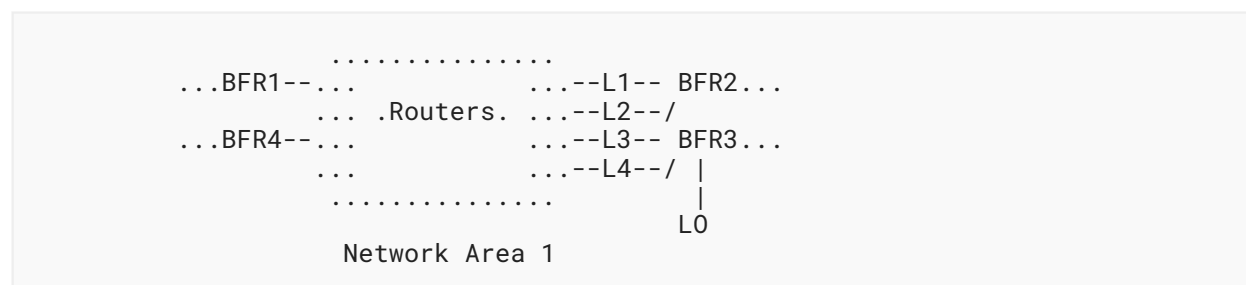 ...............
     ...BFR1--...           ...--L1-- BFR2...
              ... .Routers. ...--L2--/
     ...BFR4--...           ...--L3-- BFR3...
              ...           ...--L4--/ |
               ...............         |
                                      LO
                Network Area 1